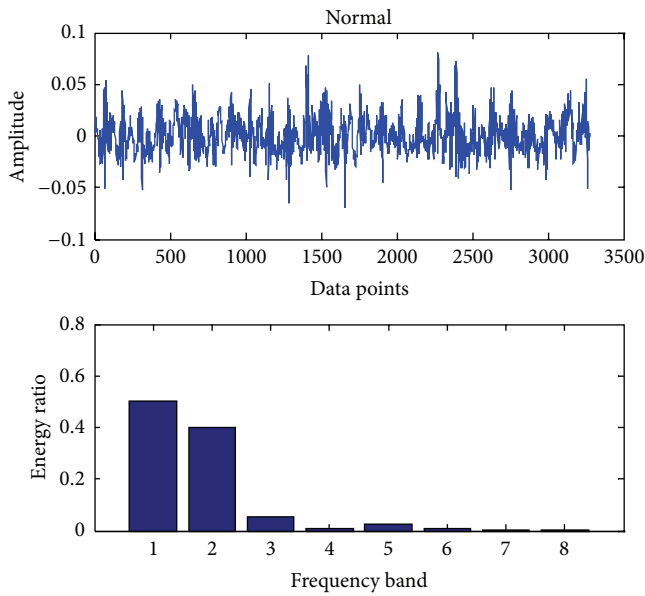 Normal
0.1
0.05
0
−0.05
−0.1
Amplitude
0 500 1000 1500 2000 2500 3000 3500
Data points
0.8
0.6
0.4
0.2
0
Energy ratio
1 2 3 4 5 6 7 8
Frequency band